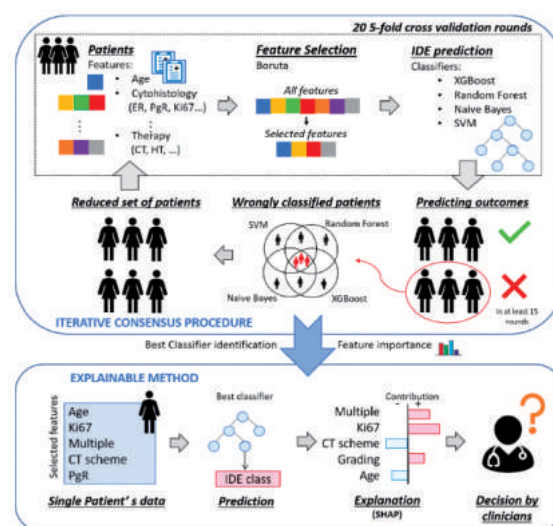 20 5-fold cross validation rounds
Patients
Features:
• Age
• Cytohistology
(ER, PgR, Ki67...)
• Therapy
(CT, HT, ...)
Feature Selection
Boruta
All features
Selected features
IDE prediction
Classifiers:
• XGBoost
• Random Forest
• Naive Bayes
• SVM
Reduced set of patients
Wrongly classified patients
SVM
Random Forest
Naive Bayes
XGBoost
Predicting outcomes
in at least 15
rounds
ITERATIVE CONSENSUS PROCEDURE
Best Classifier identification
Feature importance
EXPLAINABLE METHOD
Selected features
Age
Ki67
Multiple
CT scheme
PgR
Single Patient' s data
Best classifier
IDE class
Prediction
Contribution
- +
Multiple
Ki67
CT scheme
Grading
Age
Explanation
(SHAP)
?
Decision by
clinicians